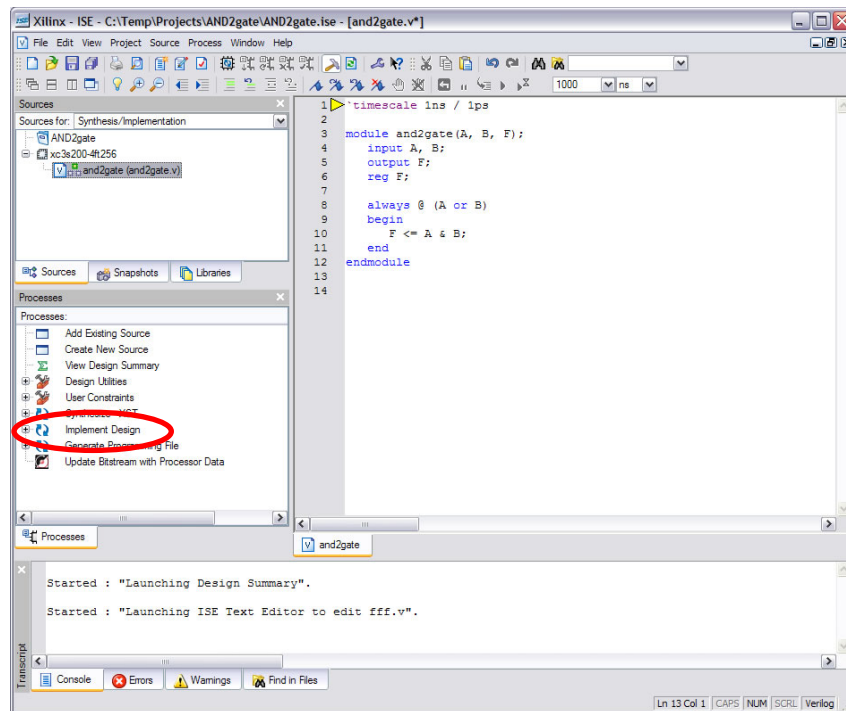 Xilinx - ISE - C:\Temp\Projects\AND2gate\AND2gate.ise - [and2gate.v*]
File Edit View Project Source Process Window Help
1000 ns
Sources
Sources for: Synthesis/Implementation
AND2gate
xc3s200-4ft256
and2gate (and2gate.v)
Sources Snapshots Libraries
Processes
Processes:
Add Existing Source
Create New Source
View Design Summary
Design Utilities
User Constraints
Synthesize - XST
Implement Design
Generate Programming File
Update Bitstream with Processor Data
Processes
1 `timescale 1ns / 1ps
2
3 module and2gate(A, B, F);
4 input A, B;
5 output F;
6 reg F;
7
8 always @ (A or B)
9 begin
10 F <= A & B;
11 end
12 endmodule
13
14
and2gate
Started : "Launching Design Summary".
Started : "Launching ISE Text Editor to edit fff.v".
Transcript
Console Errors Warnings Find in Files
Ln 13 Col 1 CAPS NUM SCRL Verilog